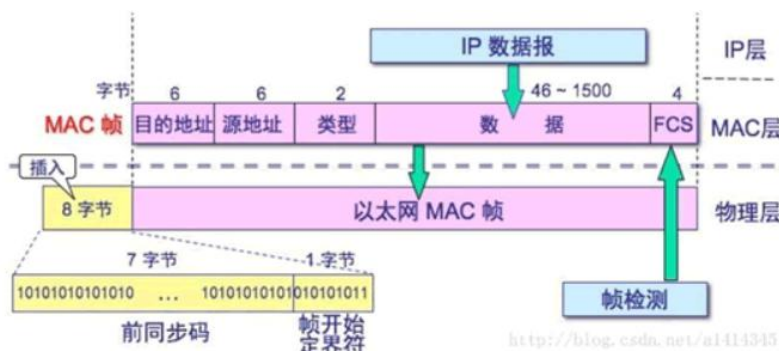 IP 数据报
IP层
字节 6 6 2 46 ~ 1500 4
MAC 帧 目的地址 源地址 类型 数 据 FCS MAC层
插入
8 字节 以太网 MAC 帧 物理层
7 字节 1 字节
10101010101010 ... 10101010101010101011
前同步码 帧开始
定界符
帧检测
http://blog.csdn.net/a1414345